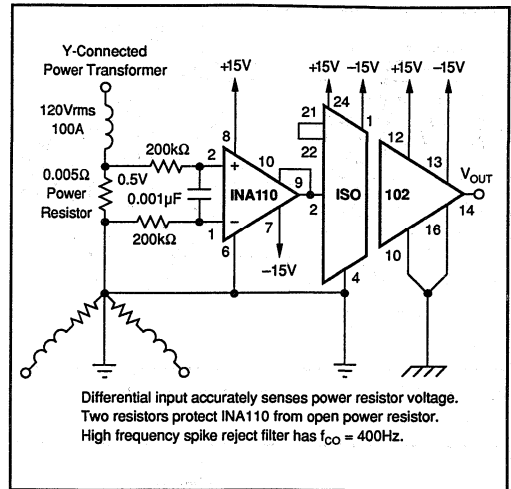 Y-Connected
Power Transformer
120Vrms
100A
0.005Ω
Power
Resistor
0.5V
200kΩ
0.001µF
200kΩ
+15V
8
2
+
10
9
INA110
−
1
7
6
−15V
+15V
−15V
+15V
−15V
21
24
1
22
2
ISO
4
12
13
102
VOUT
14
16
10
Differential input accurately senses power resistor voltage.
Two resistors protect INA110 from open power resistor.
High frequency spike reject filter has fCO = 400Hz.